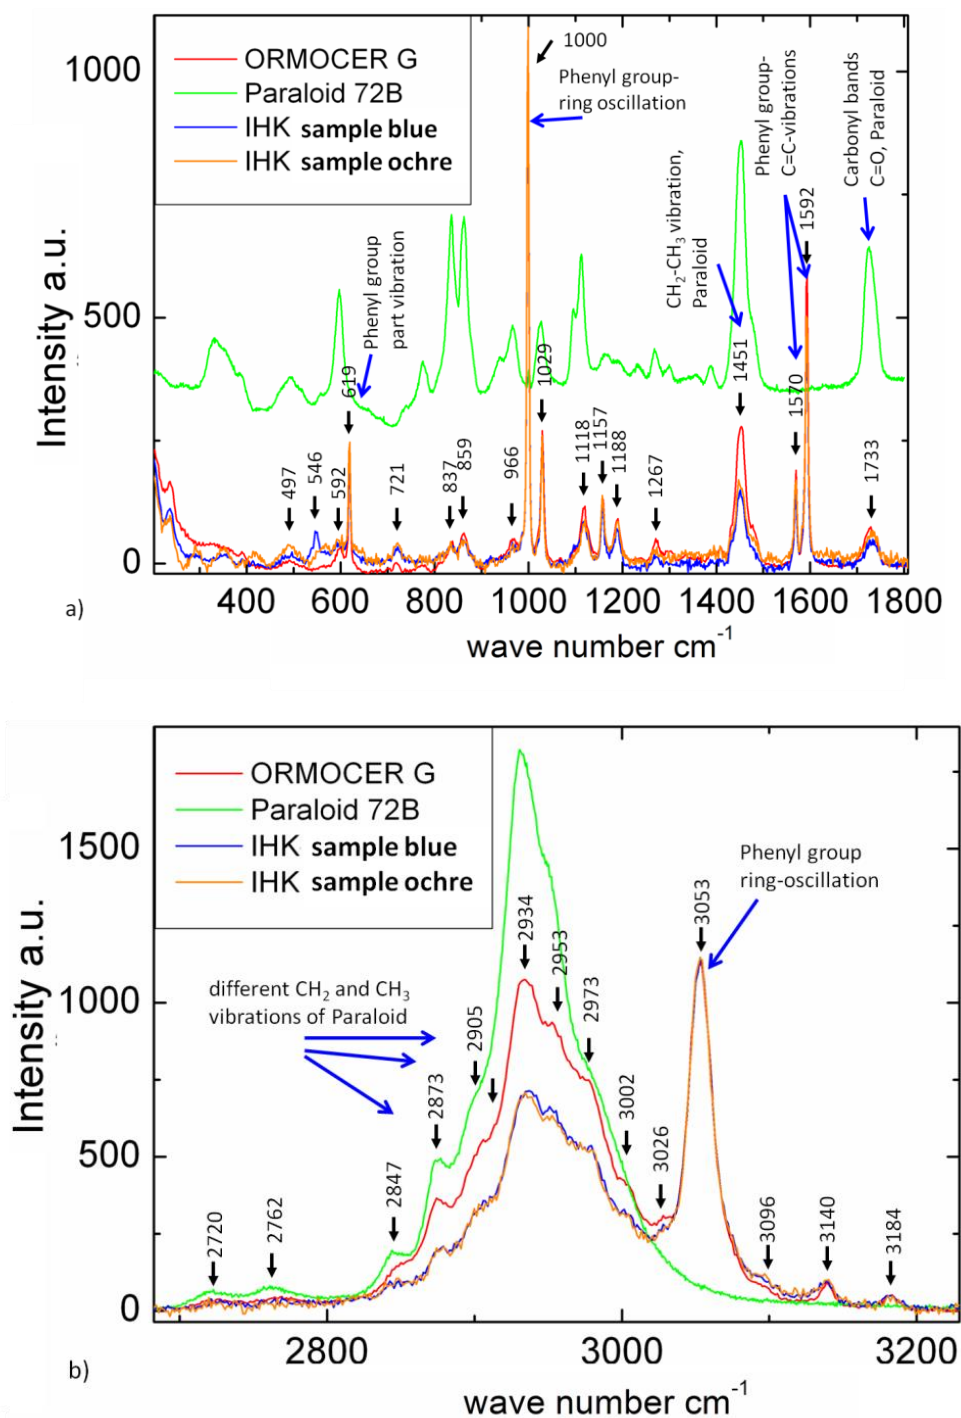 1000
500
0
Intensity a.u.
ORMOCER G
Paraloid 72B
IHK sample blue
IHK sample ochre
1000
Phenyl group-
ring oscillation
Phenyl group
part vibration
CH₂-CH₃ vibration,
Paraloid
Phenyl group-
C=C-vibrations
Carbonyl bands
C=O, Paraloid
497
546
592
619
721
837
859
966
1029
1118
1157
1188
1267
1451
1570
1592
1733
400
600
800
1000
1200
1400
1600
1800
wave number cm⁻¹
a)
1500
1000
500
0
Intensity a.u.
ORMOCER G
Paraloid 72B
IHK sample blue
IHK sample ochre
different CH₂ and CH₃
vibrations of Paraloid
Phenyl group
ring-oscillation
2720
2762
2847
2873
2905
2934
2953
2973
3002
3026
3053
3096
3140
3184
2800
3000
3200
wave number cm⁻¹
b)